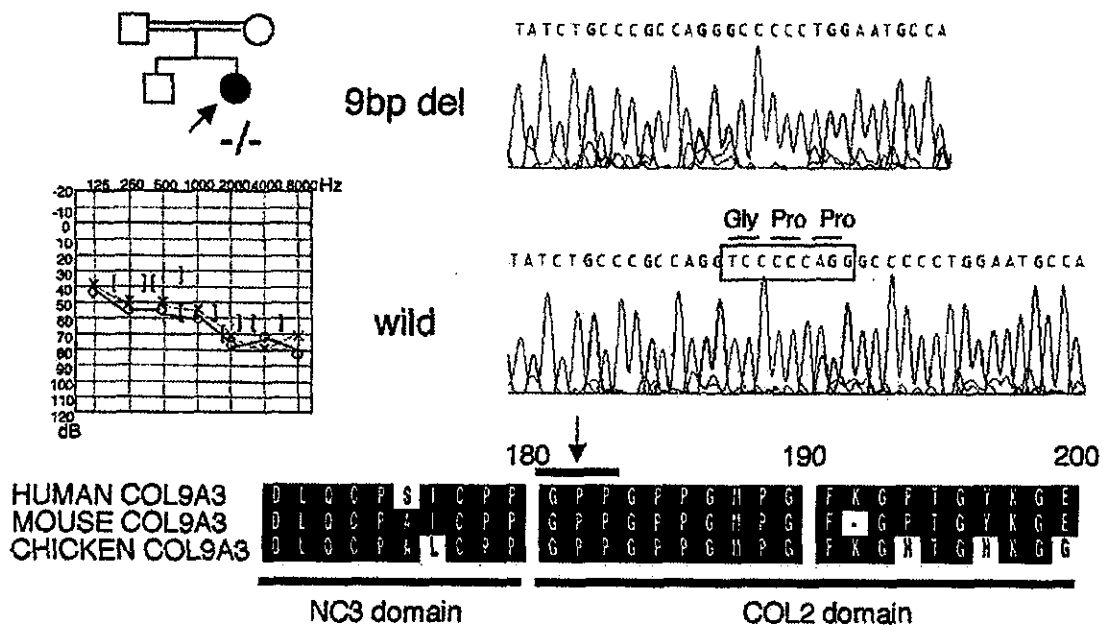 TATCTGCCCGCCAGGGCCCCCCTGGAATGCCA
9bp del
-/-
125 250 500 1000 2000 4000 8000 Hz
-20
-10
0
10
20
30
40
50
60
70
80
90
100
110
120
dB
Gly Pro Pro
TATCTGCCCGCCAGGTCCCCCAGGGCCCCCCTGGAATGCCA
wild
180 190 200
HUMAN COL9A3 D L Q C P S I C P P G P P G P P G M P G F K G P T G Y K G E
MOUSE COL9A3 D L Q C P A I C P P G P P G P P G M P G F • G P T G Y K G E
CHICKEN COL9A3 D L Q C P A L C P P G P P G P P G M P G F K G H T G H K G G
NC3 domain COL2 domain